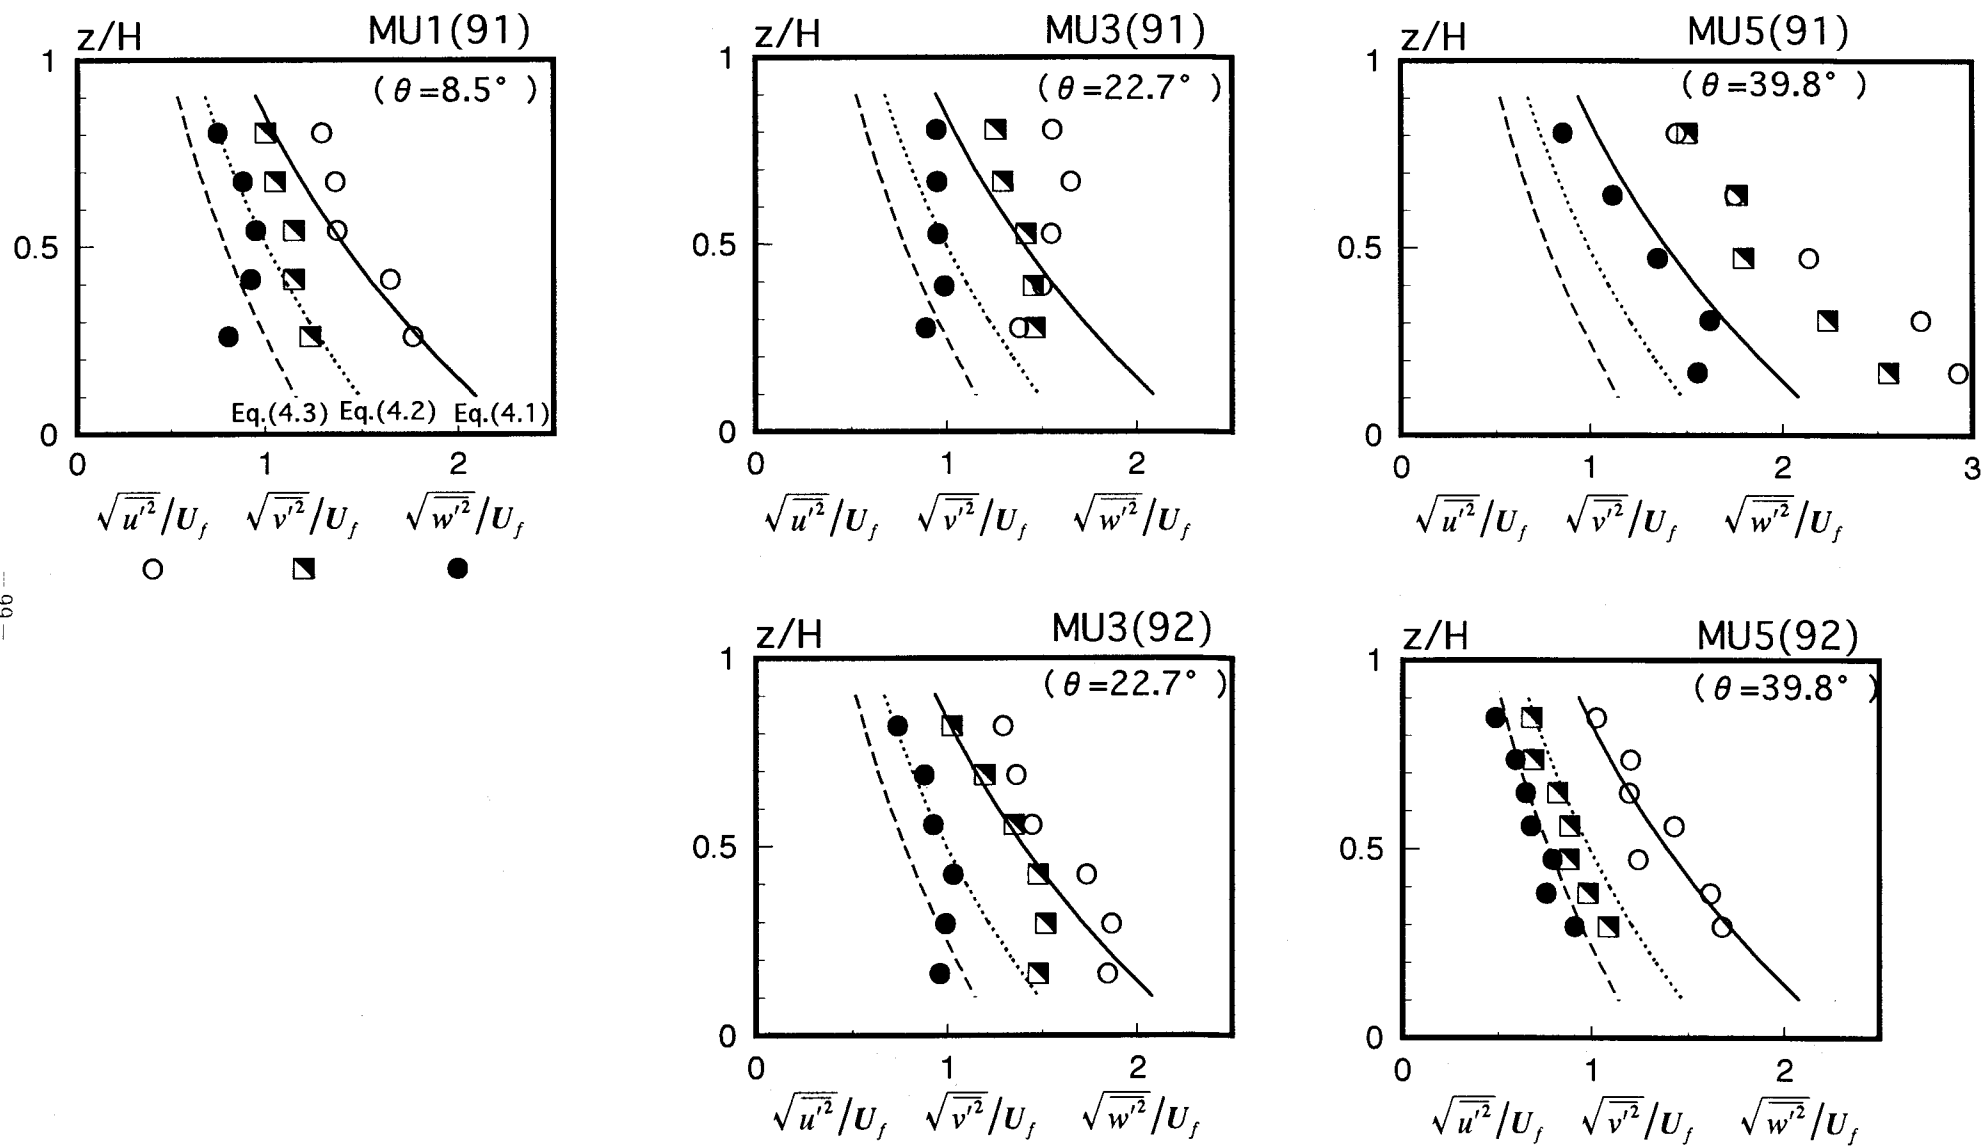 MU1(91)
z/H
(θ=8.5°)
1
0.5
0
Eq.(4.3) Eq.(4.2) Eq.(4.1)
0 1 2
√u'²/U_f √v'²/U_f √w'²/U_f
MU3(91)
z/H
(θ=22.7°)
1
0.5
0
0 1 2
√u'²/U_f √v'²/U_f √w'²/U_f
MU5(91)
z/H
(θ=39.8°)
1
0.5
0
0 1 2 3
√u'²/U_f √v'²/U_f √w'²/U_f
—66—
MU3(92)
z/H
(θ=22.7°)
1
0.5
0
0 1 2
√u'²/U_f √v'²/U_f √w'²/U_f
MU5(92)
z/H
(θ=39.8°)
1
0.5
0
0 1 2
√u'²/U_f √v'²/U_f √w'²/U_f